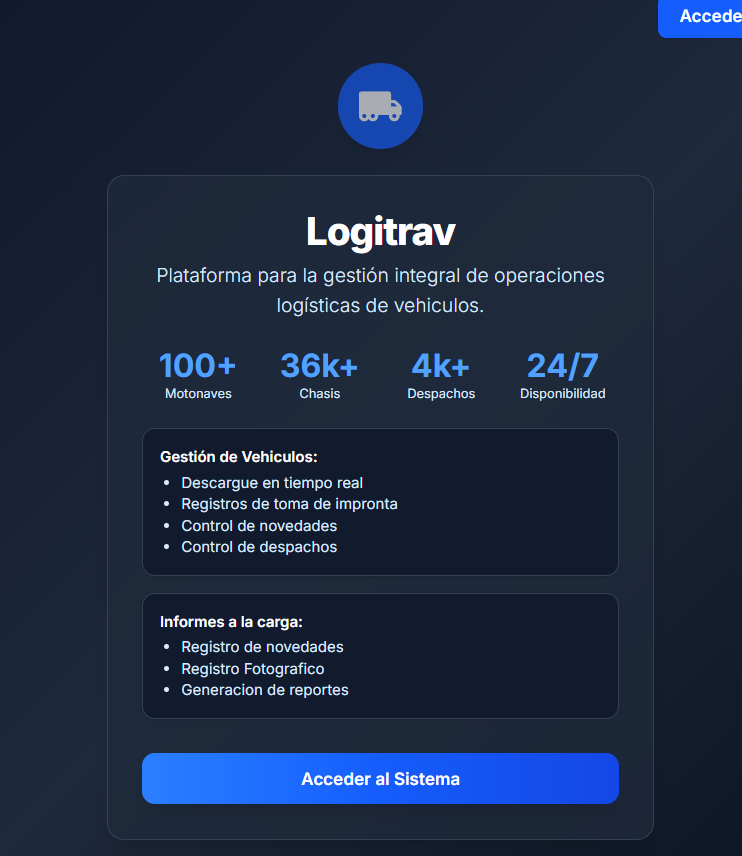 Accede
Logitrav
Plataforma para la gestión integral de operaciones
logísticas de vehiculos.
100+ 36k+ 4k+ 24/7
Motonaves Chasis Despachos Disponibilidad
Gestión de Vehiculos:
• Descargue en tiempo real
• Registros de toma de impronta
• Control de novedades
• Control de despachos
Informes a la carga:
• Registro de novedades
• Registro Fotografico
• Generacion de reportes
Acceder al Sistema